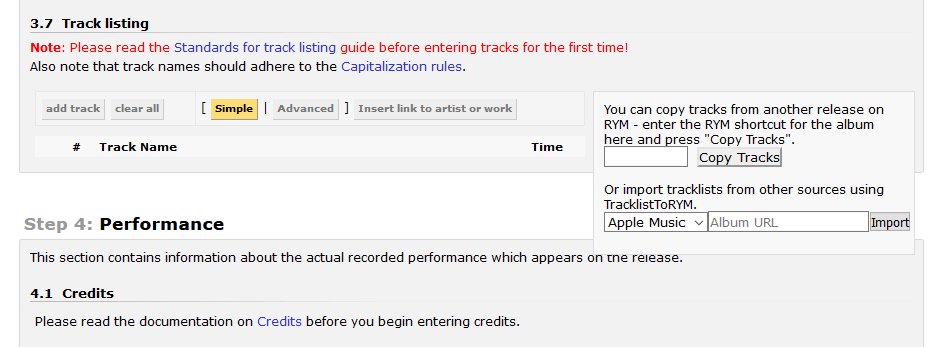 3.7 Track listing
Note: Please read the Standards for track listing guide before entering tracks for the first time!
Also note that track names should adhere to the Capitalization rules.
add track clear all [ Simple | Advanced ] Insert link to artist or work
# Track Name Time
You can copy tracks from another release on
RYM - enter the RYM shortcut for the album
here and press "Copy Tracks".
Copy Tracks
Or import tracklists from other sources using
TracklistToRYM.
Apple Music Album URL Import
Step 4: Performance
This section contains information about the actual recorded performance which appears on the release.
4.1 Credits
Please read the documentation on Credits before you begin entering credits.